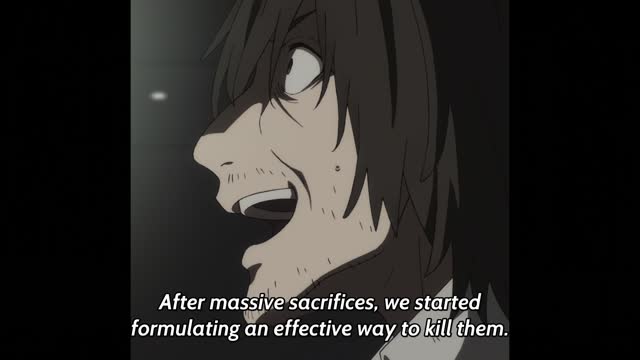 After massive sacrifices, we started
formulating an effective way to kill them.